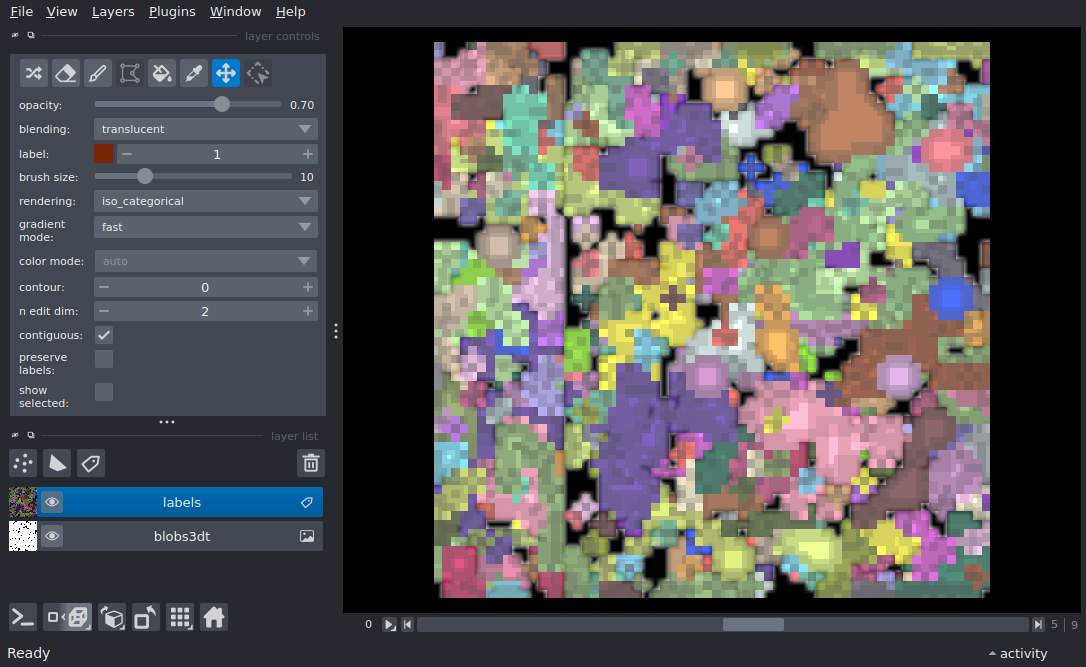 File View Layers Plugins Window Help
layer controls
opacity: 0.70
blending: translucent
label: 1
brush size: 10
rendering: iso_categorical
gradient
mode: fast
color mode: auto
contour: 0
n edit dim: 2
contiguous:
preserve
labels:
show
selected:
layer list
labels
blobs3dt
0 5 | 9
Ready activity